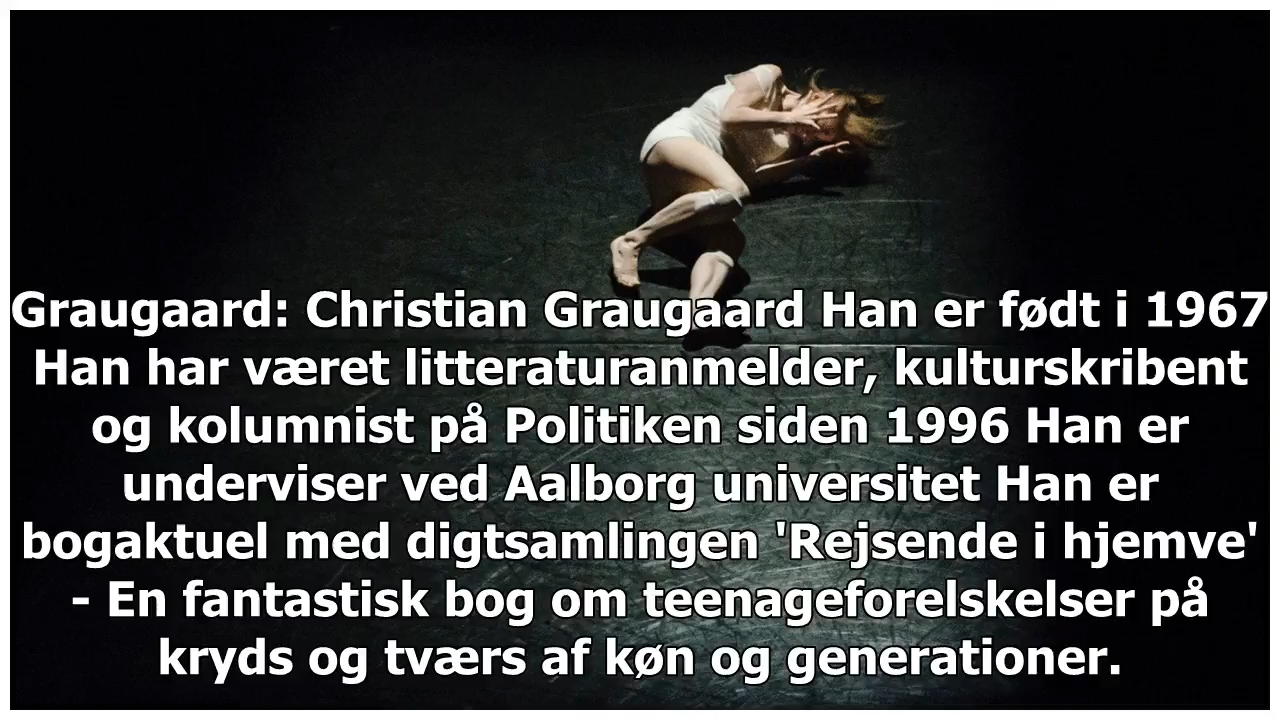 Graugaard: Christian Graugaard Han er født i 1967
Han har været litteraturanmelder, kulturskribent
og kolumnist på Politiken siden 1996 Han er
underviser ved Aalborg universitet Han er
bogaktuel med digtsamlingen 'Rejsende i hjemve'
- En fantastisk bog om teenageforelskelser på
kryds og tværs af køn og generationer.